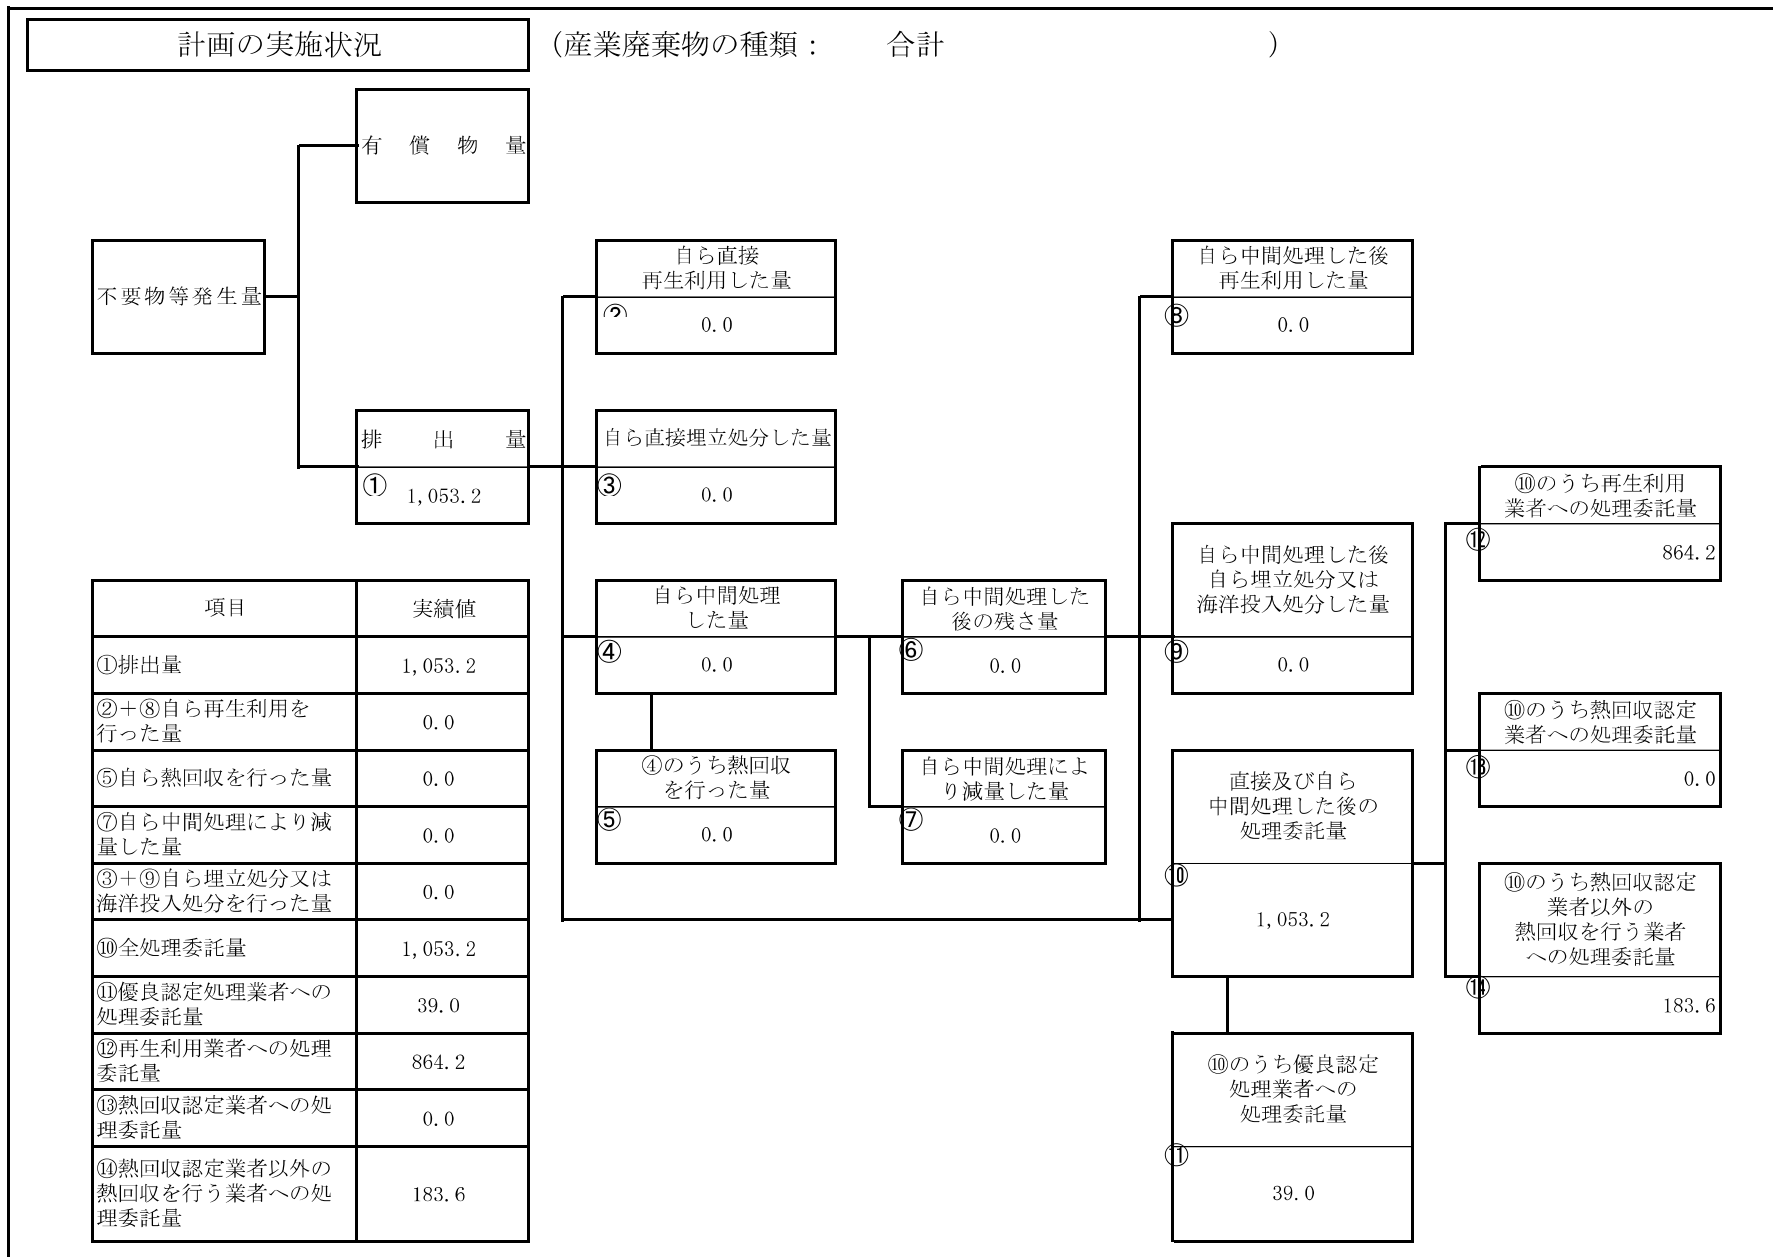 計画の実施状況
（産業廃棄物の種類： 合計 ）
有償物量
不要物等発生量
自ら直接
再生利用した量
②
0.0
自ら中間処理した後
再生利用した量
⑧
0.0
排出量
①
1,053.2
自ら直接埋立処分した量
③
0.0
⑩のうち再生利用
業者への処理委託量
⑫
864.2
自ら中間処理した後
自ら埋立処分又は
海洋投入処分した量
⑨
0.0
自ら中間処理
した量
④
0.0
自ら中間処理した
後の残さ量
⑥
0.0
⑩のうち熱回収認定
業者への処理委託量
⑬
0.0
④のうち熱回収
を行った量
⑤
0.0
自ら中間処理によ
り減量した量
⑦
0.0
直接及び自ら
中間処理した後の
処理委託量
⑩
1,053.2
⑩のうち熱回収認定
業者以外の
熱回収を行う業者
への処理委託量
⑭
183.6
⑩のうち優良認定
処理業者への
処理委託量
⑪
39.0
項目 実績値
①排出量 1,053.2
②＋⑧自ら再生利用を
行った量
0.0
⑤自ら熱回収を行った量 0.0
⑦自ら中間処理により減
量した量
0.0
③＋⑨自ら埋立処分又は
海洋投入処分を行った量
0.0
⑩全処理委託量 1,053.2
⑪優良認定処理業者への
処理委託量
39.0
⑫再生利用業者への処理
委託量
864.2
⑬熱回収認定業者への処
理委託量
0.0
⑭熱回収認定業者以外の
熱回収を行う業者への処
理委託量
183.6